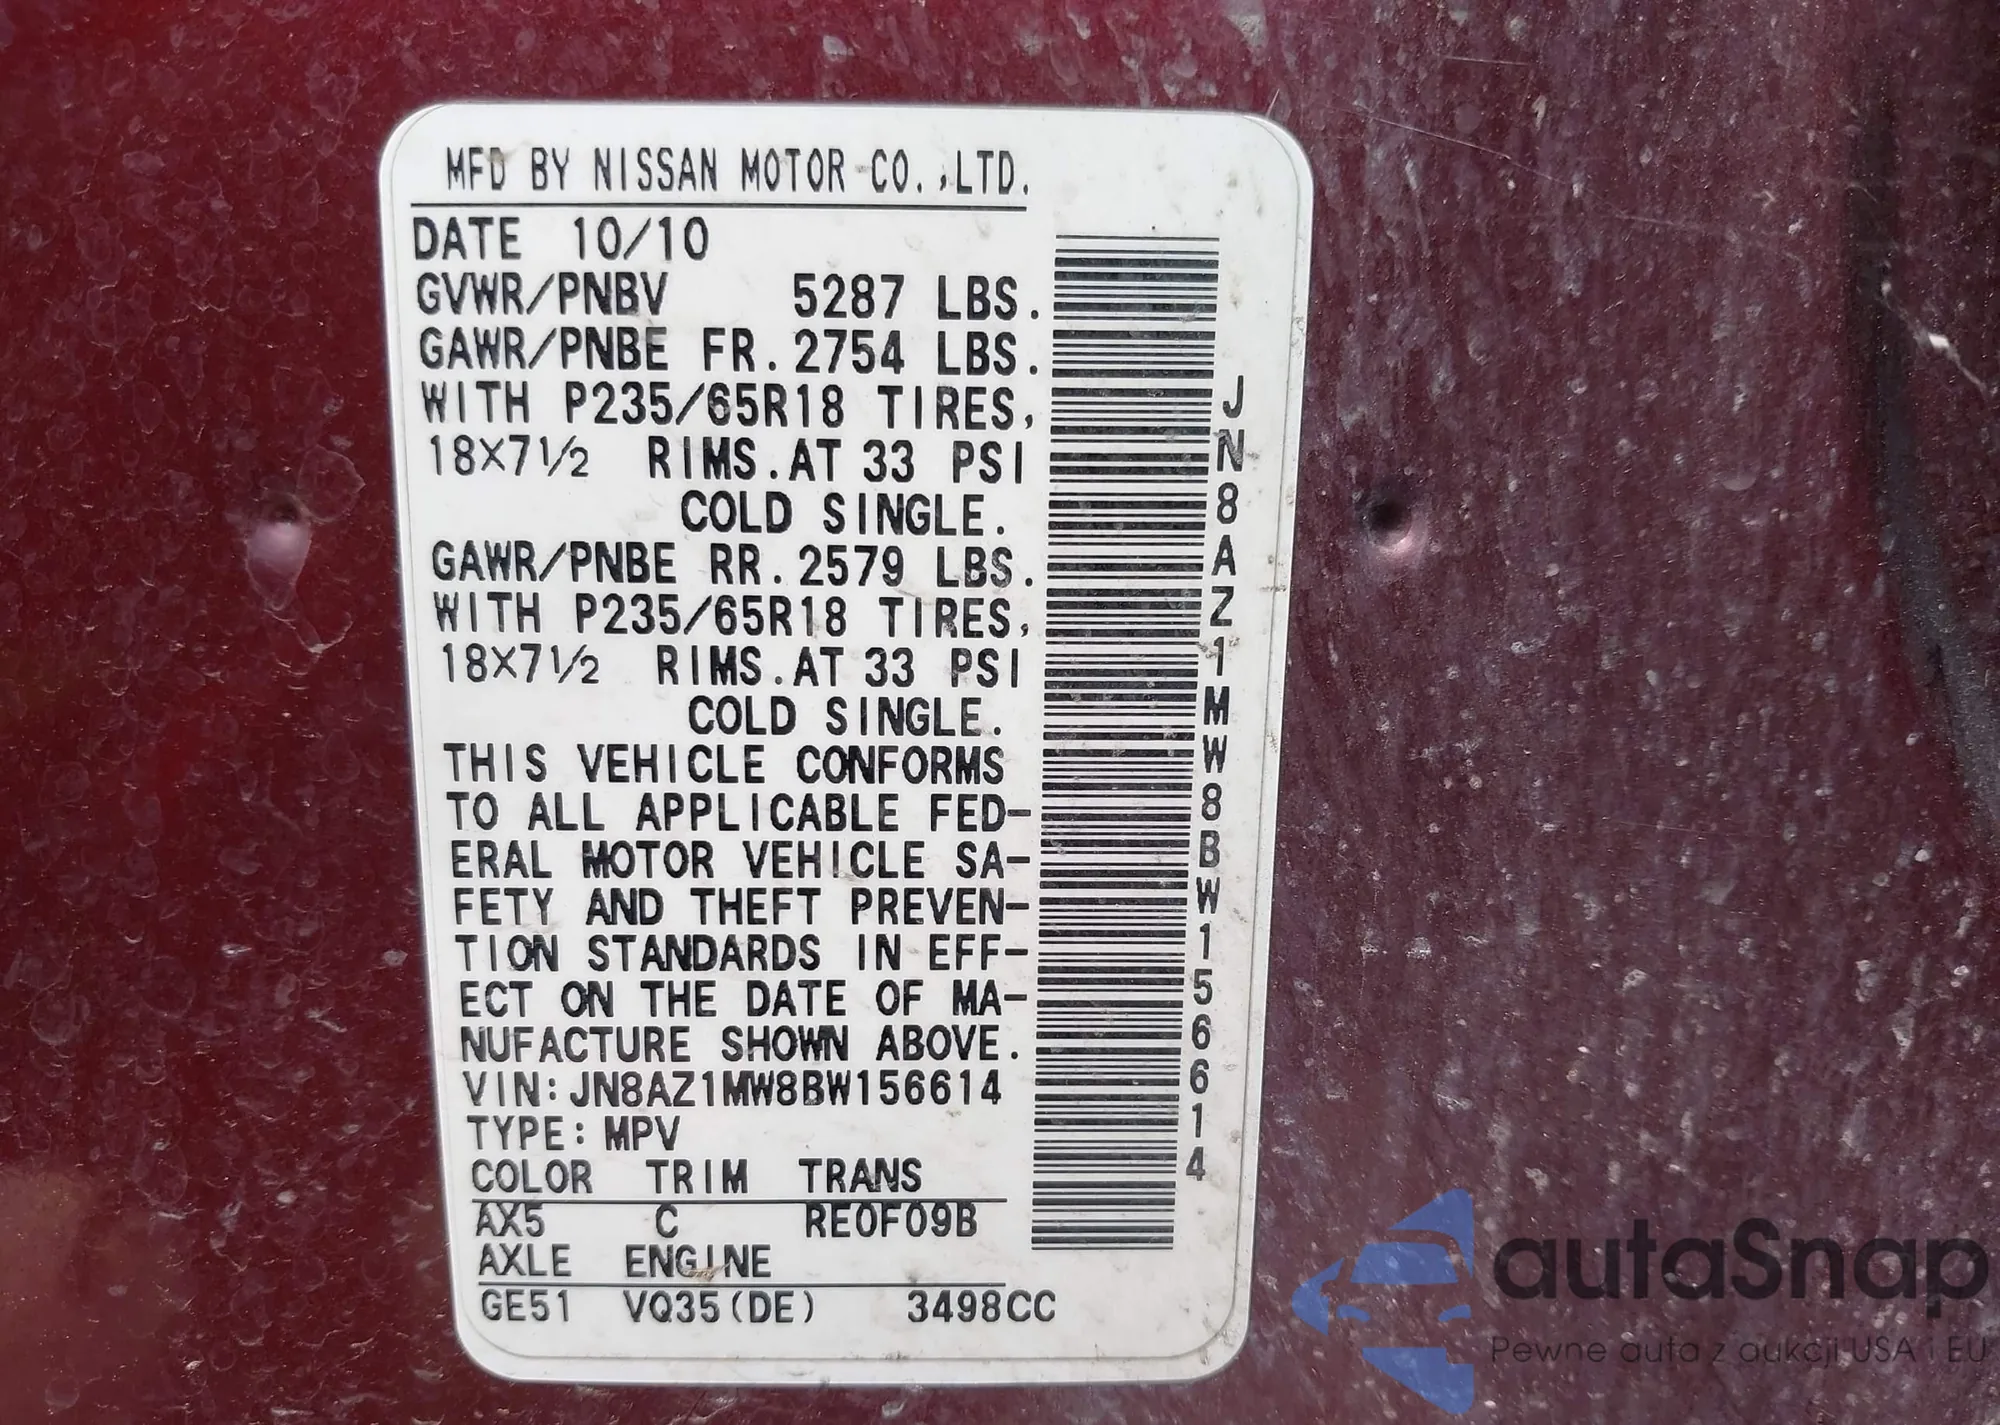 MFD BY NISSAN MOTOR CO.,LTD.
DATE 10/10
GVWR/PNBV 5287 LBS.
GAWR/PNBE FR. 2754 LBS.
WITH P235/65R18 TIRES,
18X7½ RIMS. AT 33 PSI
COLD SINGLE.
GAWR/PNBE RR. 2579 LBS.
WITH P235/65R18 TIRES,
18X7½ RIMS. AT 33 PSI
COLD SINGLE.
THIS VEHICLE CONFORMS
TO ALL APPLICABLE FED-
ERAL MOTOR VEHICLE SA-
FETY AND THEFT PREVEN-
TION STANDARDS IN EFF-
ECT ON THE DATE OF MA-
NUFACTURE SHOWN ABOVE.
VIN: JN8AZ1MW8BW156614
TYPE: MPV
COLOR TRIM TRANS
AX5 C RE0F09B
AXLE ENGINE
GE51 VQ35(DE) 3498CC
JN8AZ1MW8BW156614
autaSnap
Pewne auta z aukcji USA i EU